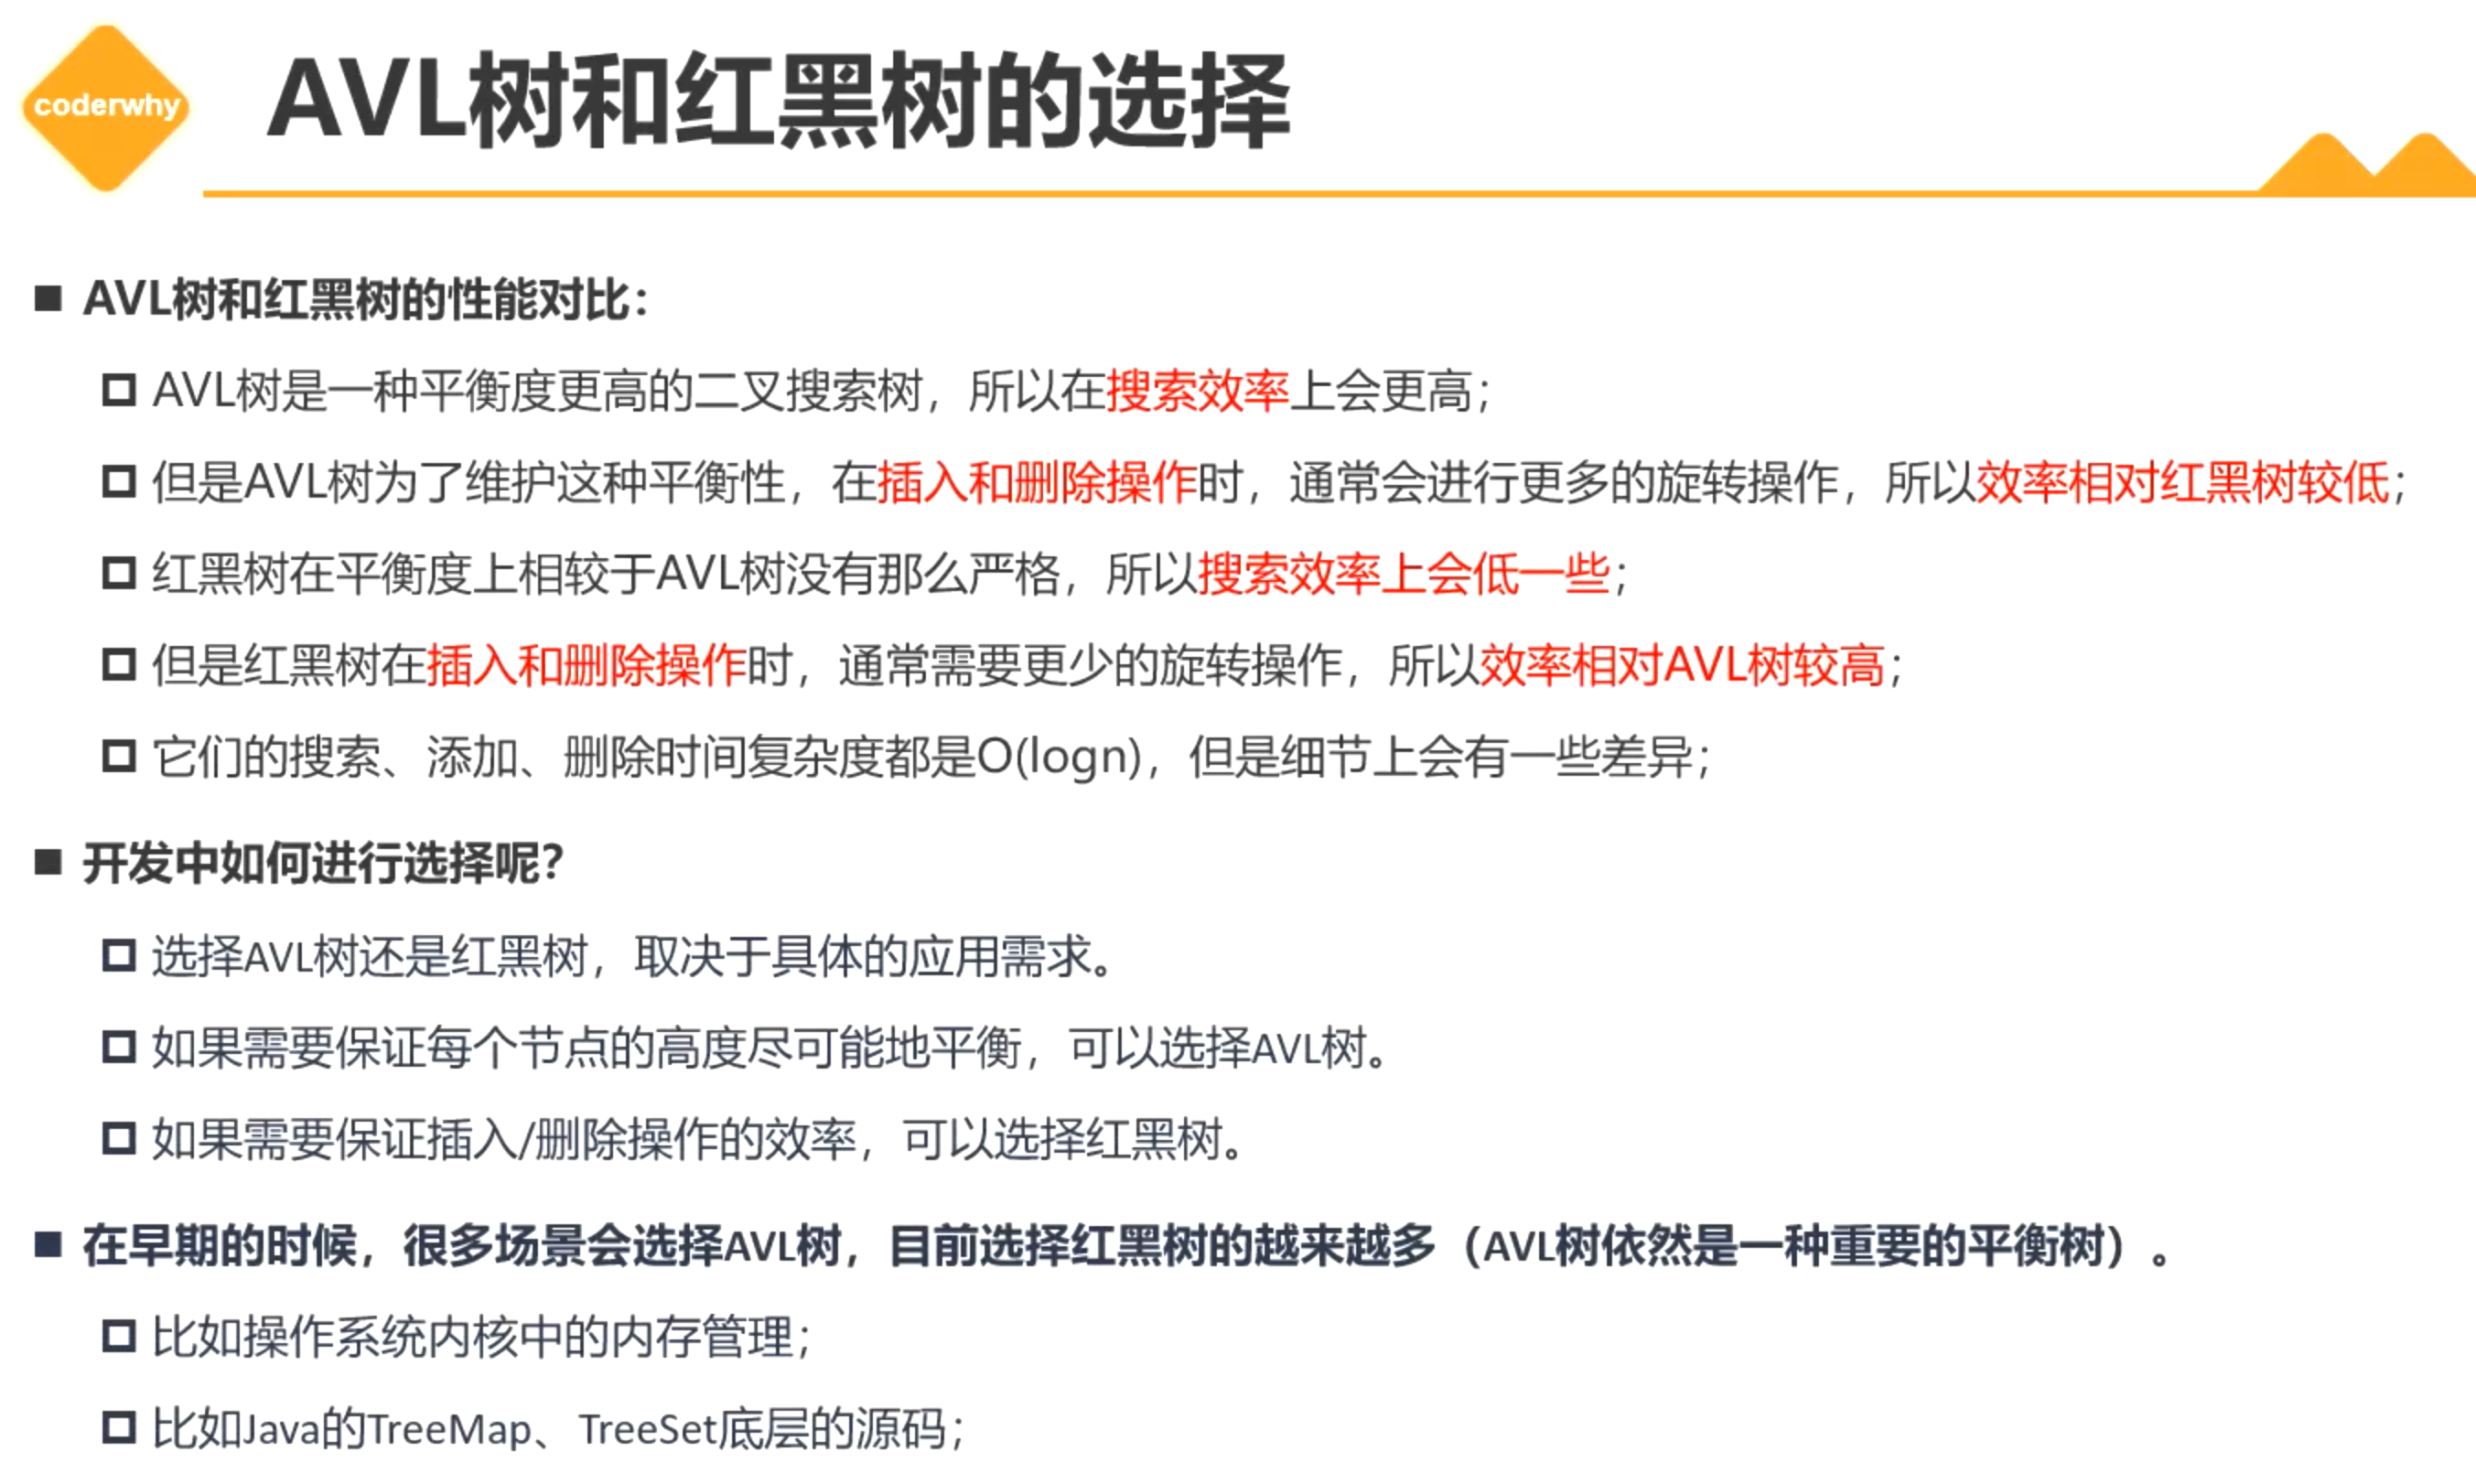 coderwhy
AVL树和红黑树的选择
AVL树和红黑树的性能对比：
AVL树是一种平衡度更高的二叉搜索树，所以在搜索效率上会更高；
但是AVL树为了维护这种平衡性，在插入和删除操作时，通常会进行更多的旋转操作，所以效率相对红黑树较低；
红黑树在平衡度上相较于AVL树没有那么严格，所以搜索效率上会低一些；
但是红黑树在插入和删除操作时，通常需要更少的旋转操作，所以效率相对AVL树较高；
它们的搜索、添加、删除时间复杂度都是O(logn)，但是细节上会有一些差异；
开发中如何进行选择呢？
选择AVL树还是红黑树，取决于具体的应用需求。
如果需要保证每个节点的高度尽可能地平衡，可以选择AVL树。
如果需要保证插入/删除操作的效率，可以选择红黑树。
在早期的时候，很多场景会选择AVL树，目前选择红黑树的越来越多（AVL树依然是一种重要的平衡树）。
比如操作系统内核中的内存管理；
比如Java的TreeMap、TreeSet底层的源码；